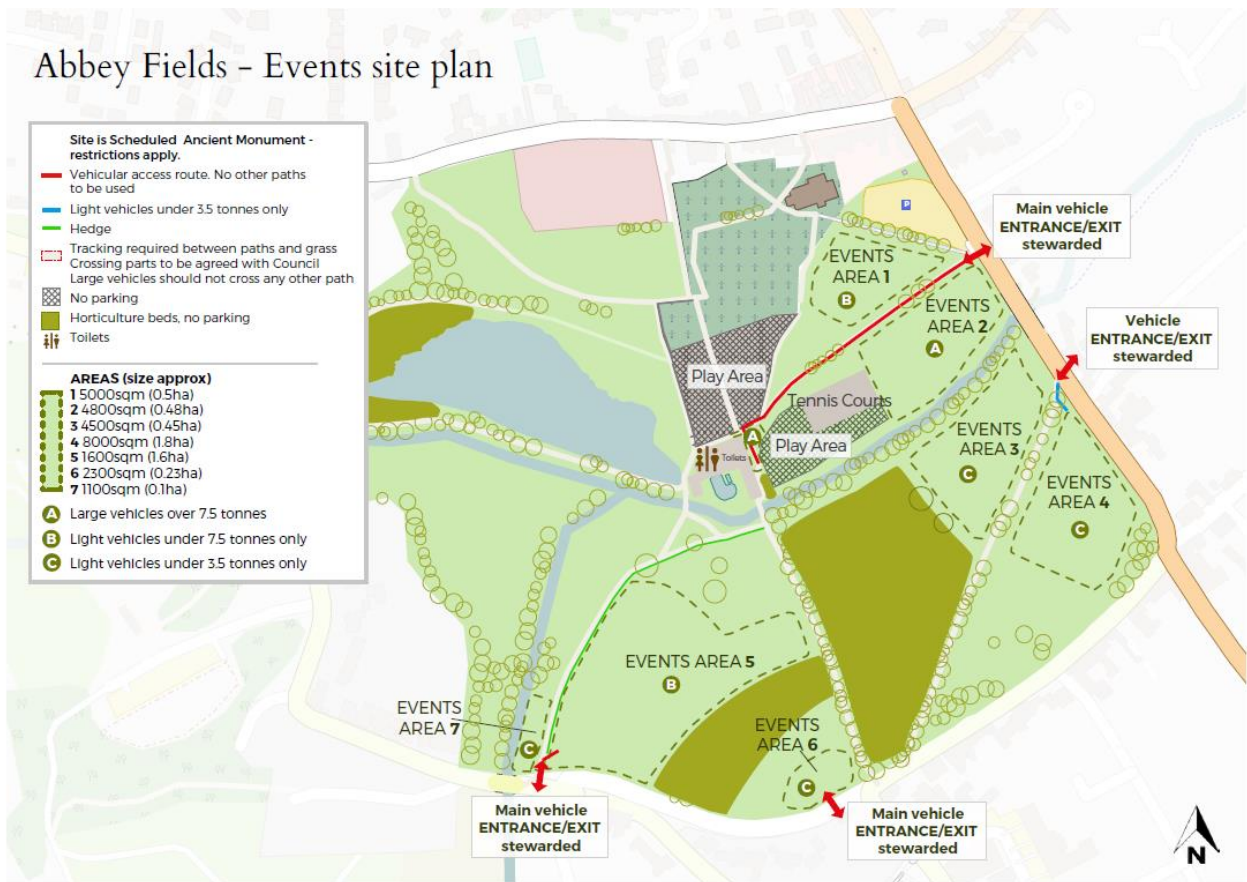 Abbey Fields - Events site plan
Site is Scheduled Ancient Monument -
restrictions apply.
Vehicular access route. No other paths
to be used
Light vehicles under 3.5 tonnes only
Hedge
Tracking required between paths and grass
Crossing parts to be agreed with Council
Large vehicles should not cross any other path
No parking
Horticulture beds, no parking
Toilets
AREAS (size approx)
1 5000sqm (0.5ha)
2 4800sqm (0.48ha)
3 4500sqm (0.45ha)
4 8000sqm (1.8ha)
5 1600sqm (1.6ha)
6 2300sqm (0.23ha)
7 1100sqm (0.1ha)
A Large vehicles over 7.5 tonnes
B Light vehicles under 7.5 tonnes only
C Light vehicles under 3.5 tonnes only
P
Main vehicle
ENTRANCE/EXIT
stewarded
EVENTS
AREA 1
B
EVENTS
AREA 2
A
Vehicle
ENTRANCE/EXIT
stewarded
Play Area
Tennis Courts
A
Play Area
Toilets
EVENTS
AREA 3
C
EVENTS
AREA 4
C
EVENTS AREA 5
B
EVENTS
AREA 7
C
EVENTS
AREA 6
C
Main vehicle
ENTRANCE/EXIT
stewarded
Main vehicle
ENTRANCE/EXIT
stewarded
N